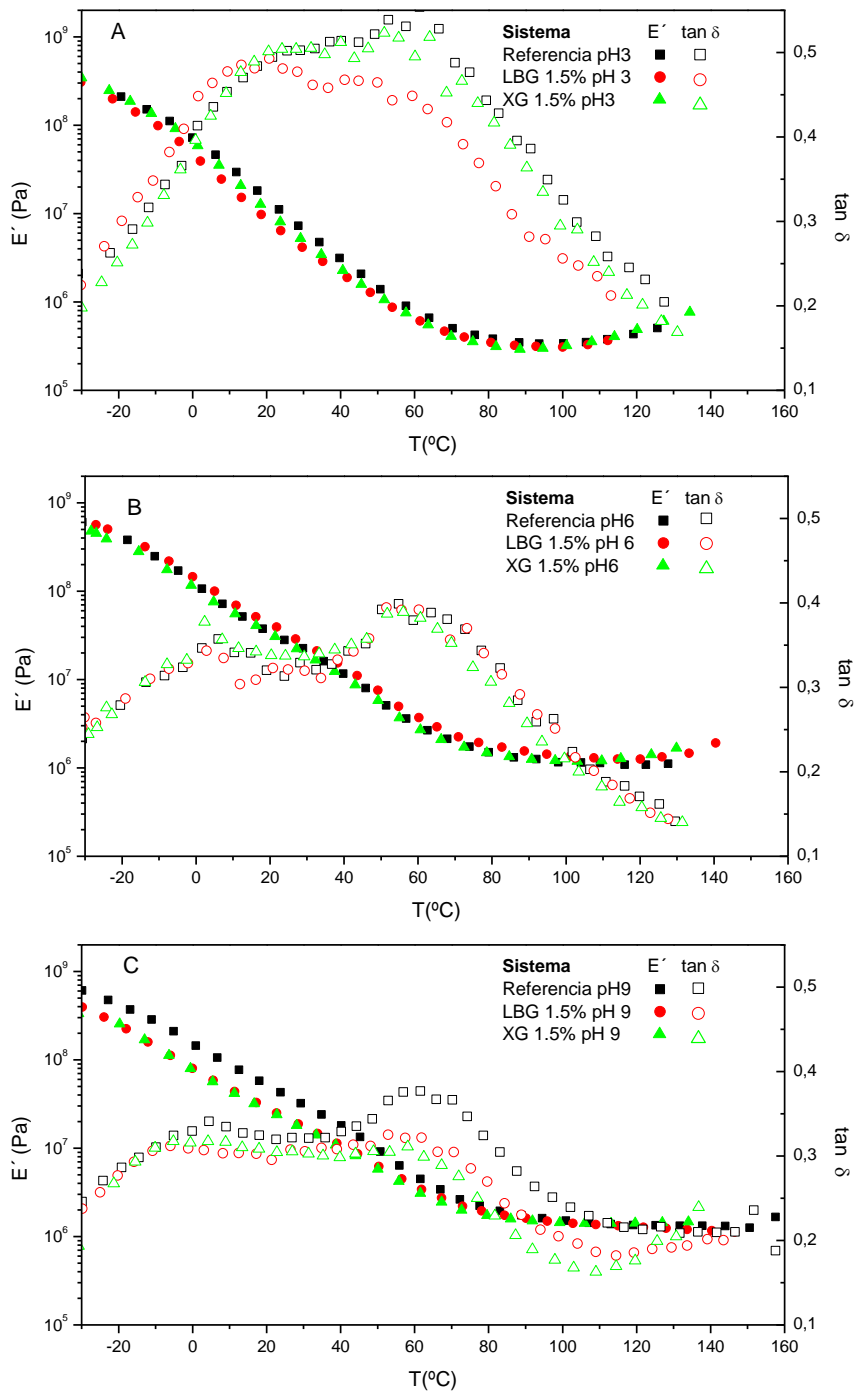 A
Sistema E´ tan δ
Referencia pH3
LBG 1.5% pH 3
XG 1.5% pH3
10⁹
10⁸
10⁷
10⁶
10⁵
E´ (Pa)
0,5
0,4
0,3
0,2
0,1
tan δ
-20 0 20 40 60 80 100 120 140 160
T(ºC)
B
Sistema E´ tan δ
Referencia pH6
LBG 1.5% pH 6
XG 1.5% pH6
10⁹
10⁸
10⁷
10⁶
10⁵
E´ (Pa)
0,5
0,4
0,3
0,2
0,1
tan δ
-20 0 20 40 60 80 100 120 140 160
T(ºC)
C
Sistema E´ tan δ
Referencia pH9
LBG 1.5% pH 9
XG 1.5% pH 9
10⁹
10⁸
10⁷
10⁶
10⁵
E´ (Pa)
0,5
0,4
0,3
0,2
0,1
tan δ
-20 0 20 40 60 80 100 120 140 160
T(ºC)